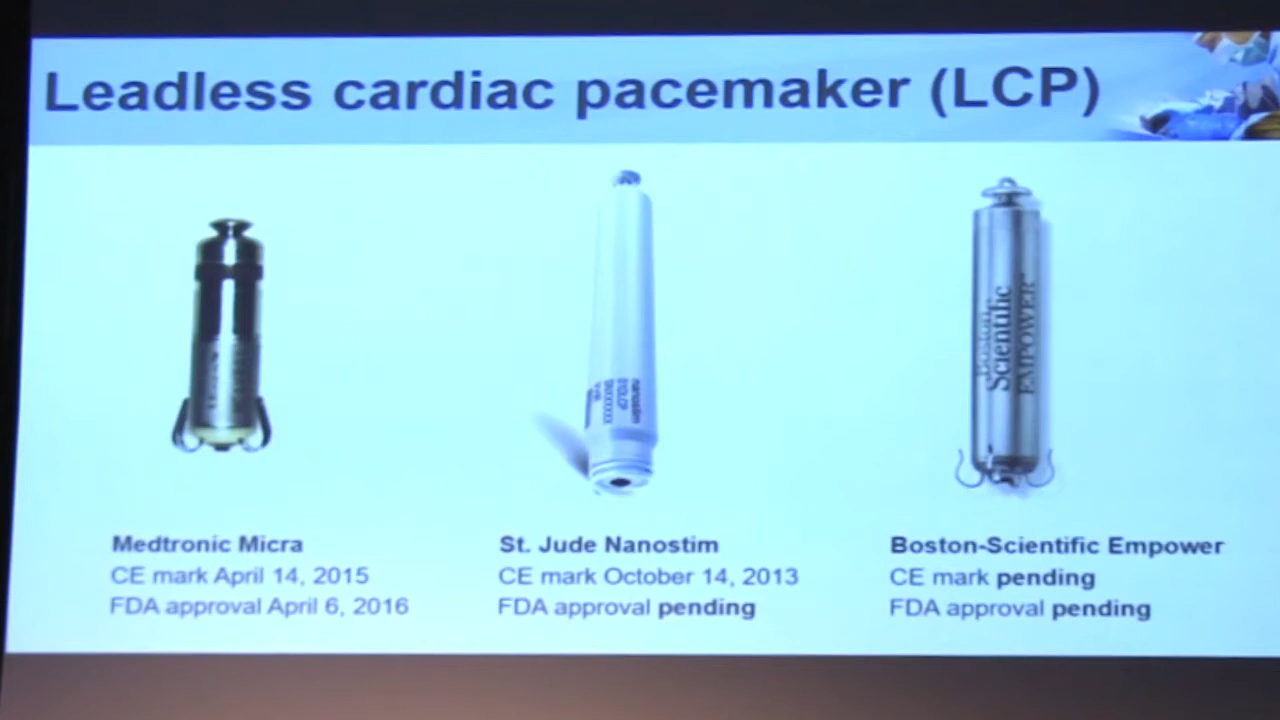 Leadless cardiac pacemaker (LCP)
Boston
Scientific
EMPOWER
nanostim
Medtronic Micra
CE mark April 14, 2015
FDA approval April 6, 2016
St. Jude Nanostim
CE mark October 14, 2013
FDA approval pending
Boston-Scientific Empower
CE mark pending
FDA approval pending